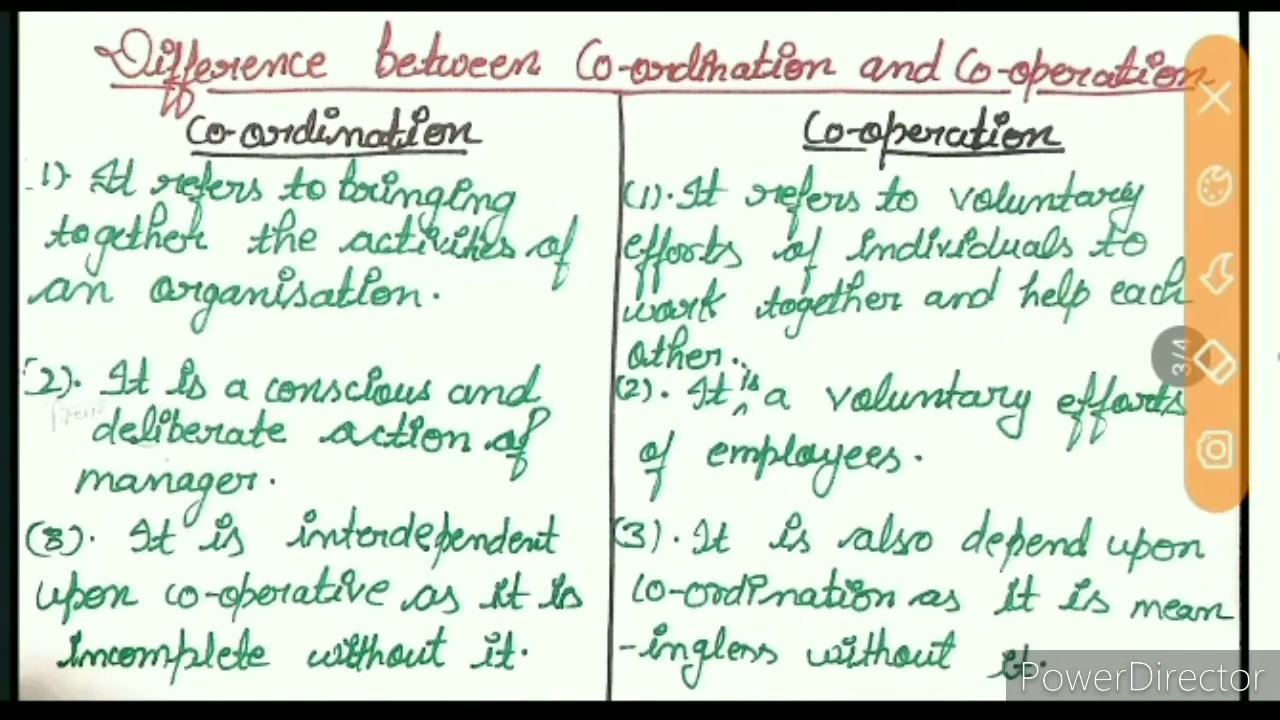 Difference between Co-ordination and Co-operation
Co-ordination
1) It refers to bringing
together the activities of
an organisation.
(2). It is a conscious and
deliberate action of
manager.
(3). It is interdependent
upon co-operative as it is
incomplete without it.
Co-operation
(1). It refers to voluntary
efforts of individuals to
work together and help each
other.
(2). It is a voluntary efforts
of employees.
(3). It is also depend upon
co-ordination as it is mean
-ingless without it.
3/4
PowerDirector